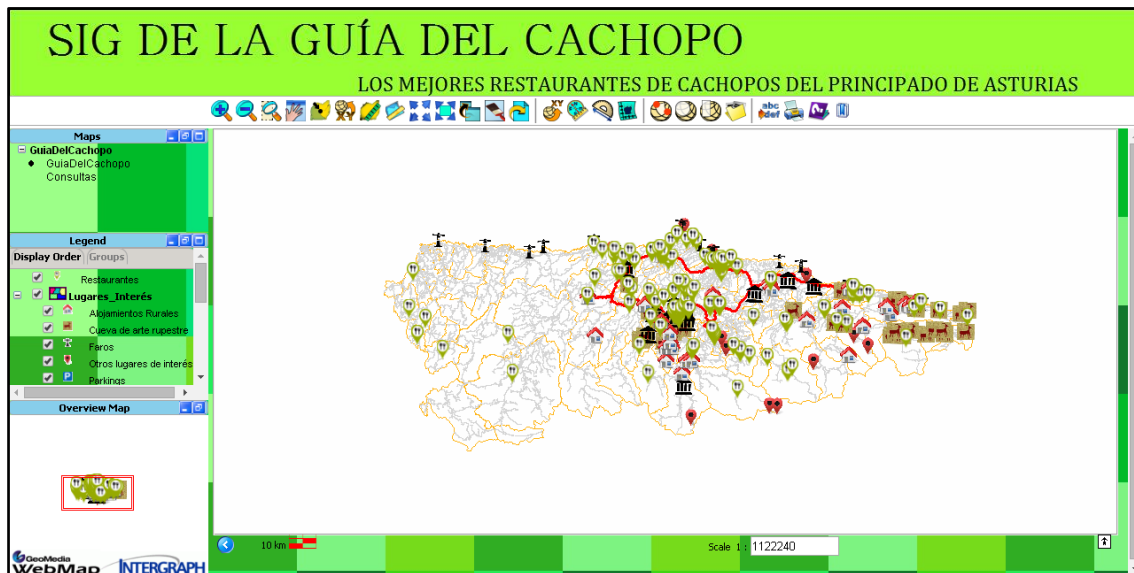 SIG DE LA GUÍA DEL CACHOPO
LOS MEJORES RESTAURANTES DE CACHOPOS DEL PRINCIPADO DE ASTURIAS
XY
abc
def
Maps
GuiaDelCachopo
GuiaDelCachopo
Consultas
Legend
Display Order Groups
Restaurantes
Lugares_Interés
Alojamientos Rurales
Cueva de arte rupestre
Faros
Otros lugares de interés
P Parkings
Overview Map
GeoMedia
WebMap INTERGRAPH
10 km
Scale 1 : 1122240